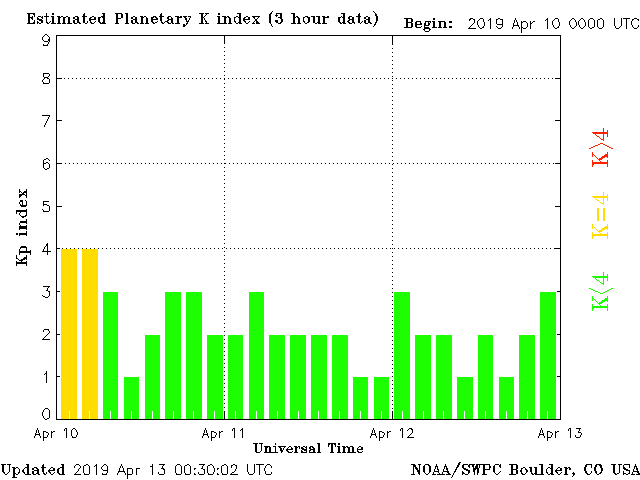 Estimated Planetary K index (3 hour data) Begin: 2019 Apr 10 0000 UTC
9
8
7
6
5
4
3
2
1
0
Kp index
K>4
K=4
K<4
Apr 10 Apr 11 Apr 12 Apr 13
Universal Time
Updated 2019 Apr 13 00:30:02 UTC NOAA/SWPC Boulder, CO USA